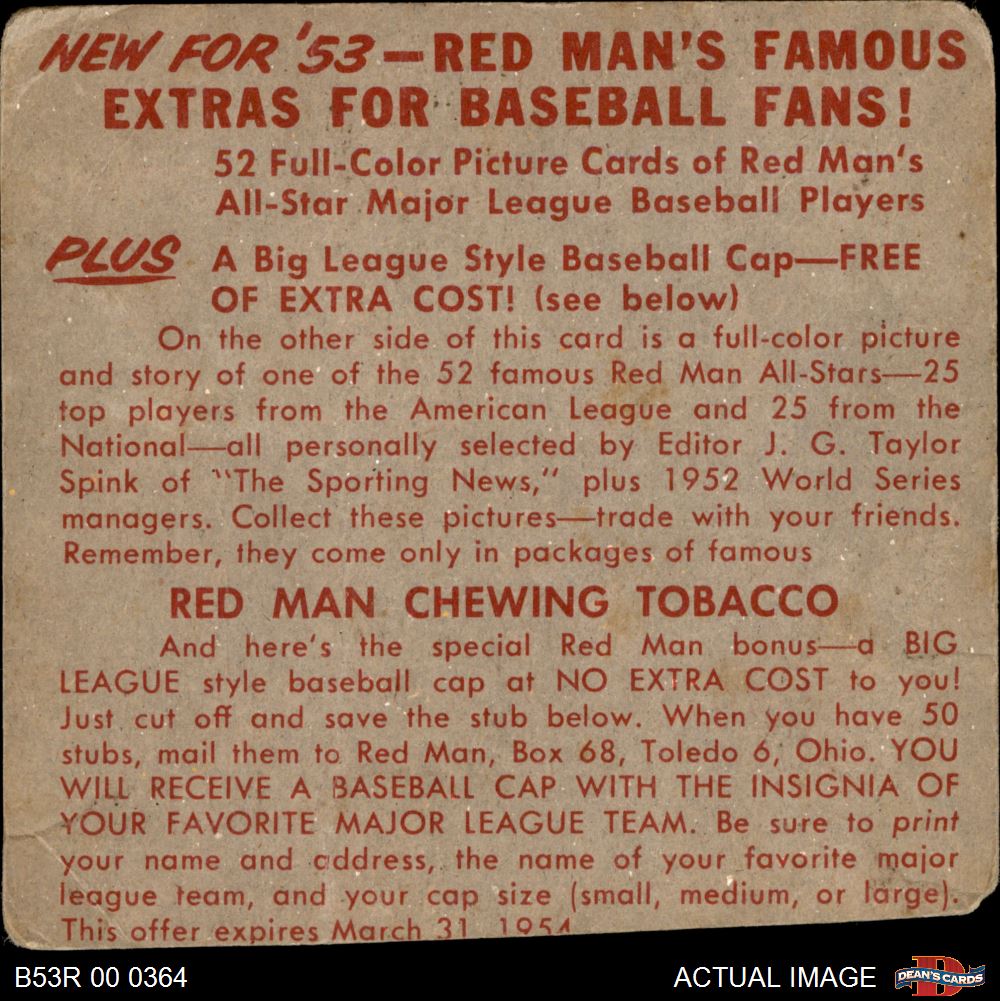 NEW FOR '53—RED MAN'S FAMOUS
EXTRAS FOR BASEBALL FANS!
52 Full-Color Picture Cards of Red Man's
All-Star Major League Baseball Players
PLUS A Big League Style Baseball Cap—FREE
OF EXTRA COST! (see below)
On the other side of this card is a full-color picture
and story of one of the 52 famous Red Man All-Stars—25
top players from the American League and 25 from the
National—all personally selected by Editor J. G. Taylor
Spink of "The Sporting News," plus 1952 World Series
managers. Collect these pictures—trade with your friends.
Remember, they come only in packages of famous
RED MAN CHEWING TOBACCO
And here's the special Red Man bonus—a BIG
LEAGUE style baseball cap at NO EXTRA COST to you!
Just cut off and save the stub below. When you have 50
stubs, mail them to Red Man, Box 68, Toledo 6, Ohio. YOU
WILL RECEIVE A BASEBALL CAP WITH THE INSIGNIA OF
YOUR FAVORITE MAJOR LEAGUE TEAM. Be sure to print
your name and address, the name of your favorite major
league team, and your cap size (small, medium, or large).
This offer expires March 31 1954
B53R 00 0364
ACTUAL IMAGE
DEAN'S CARDS